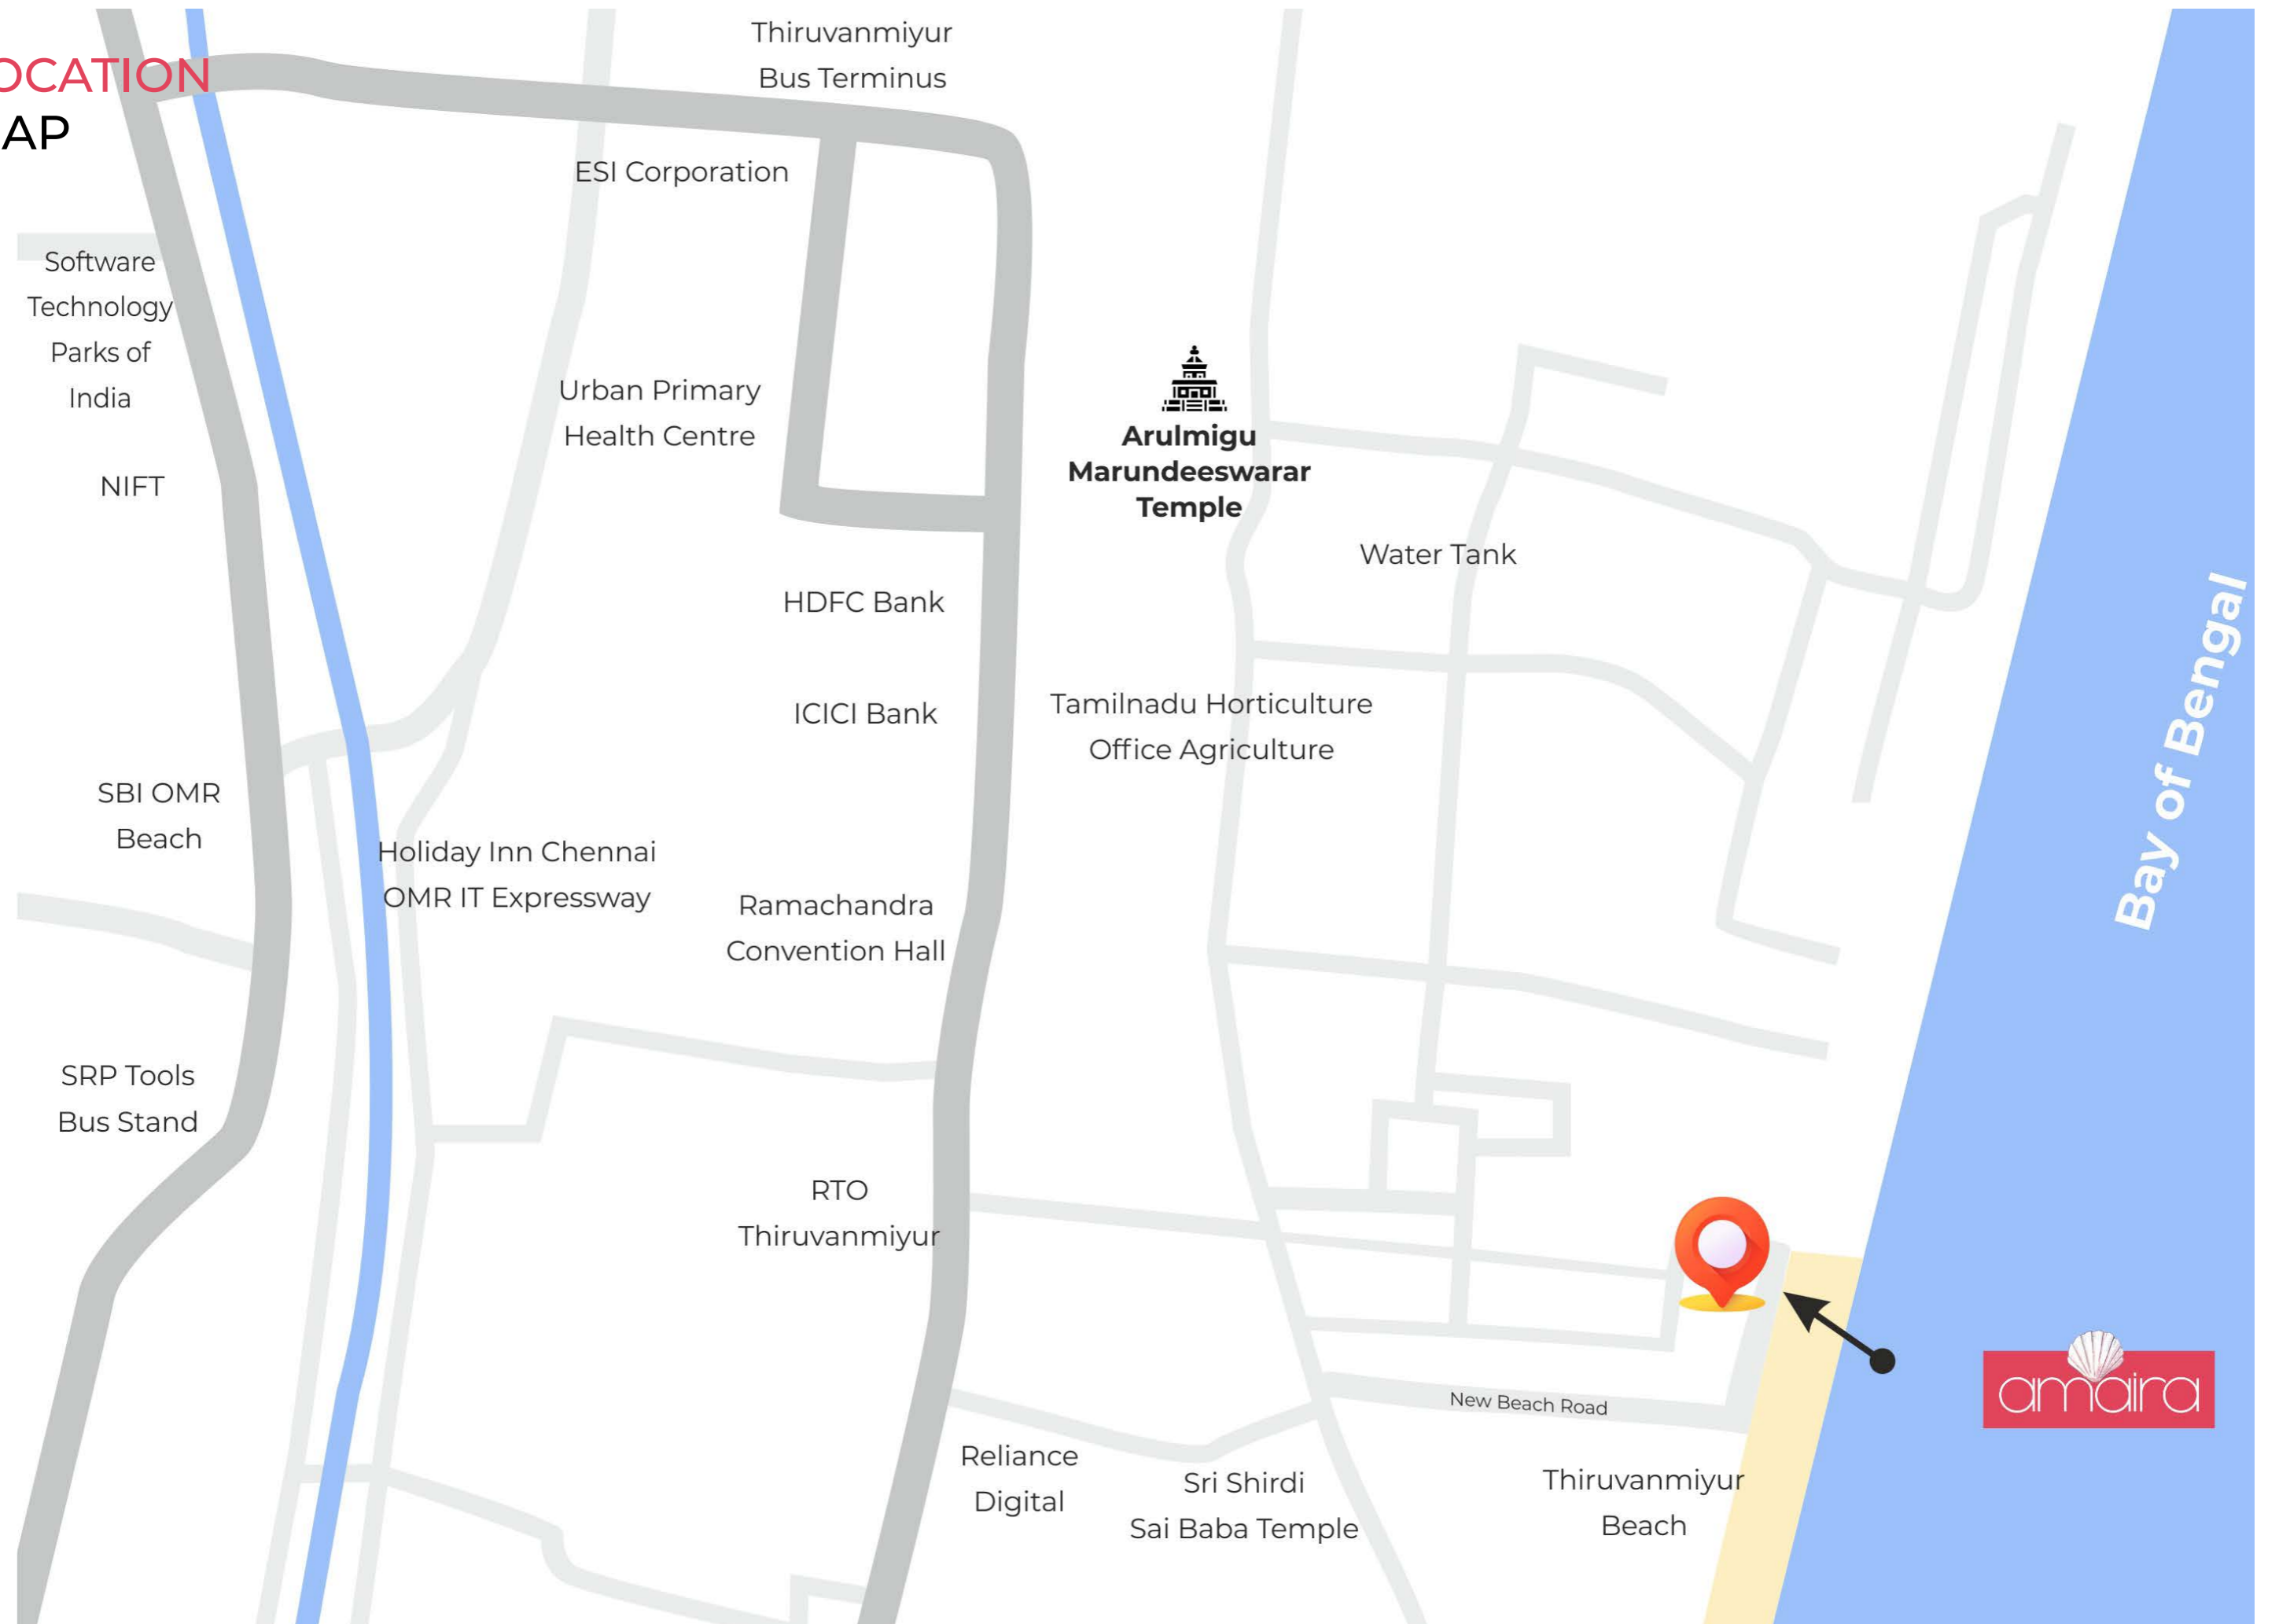 OCATION
AP
Thiruvanmiyur
Bus Terminus
ESI Corporation
Software
Technology
Parks of
India
NIFT
Urban Primary
Health Centre
Arulmigu
Marundeeswarar
Temple
Water Tank
HDFC Bank
ICICI Bank
Tamilnadu Horticulture
Office Agriculture
Bay of Bengal
SBI OMR
Beach
Holiday Inn Chennai
OMR IT Expressway
Ramachandra
Convention Hall
SRP Tools
Bus Stand
RTO
Thiruvanmiyur
New Beach Road
amaira
Reliance
Digital
Sri Shirdi
Sai Baba Temple
Thiruvanmiyur
Beach